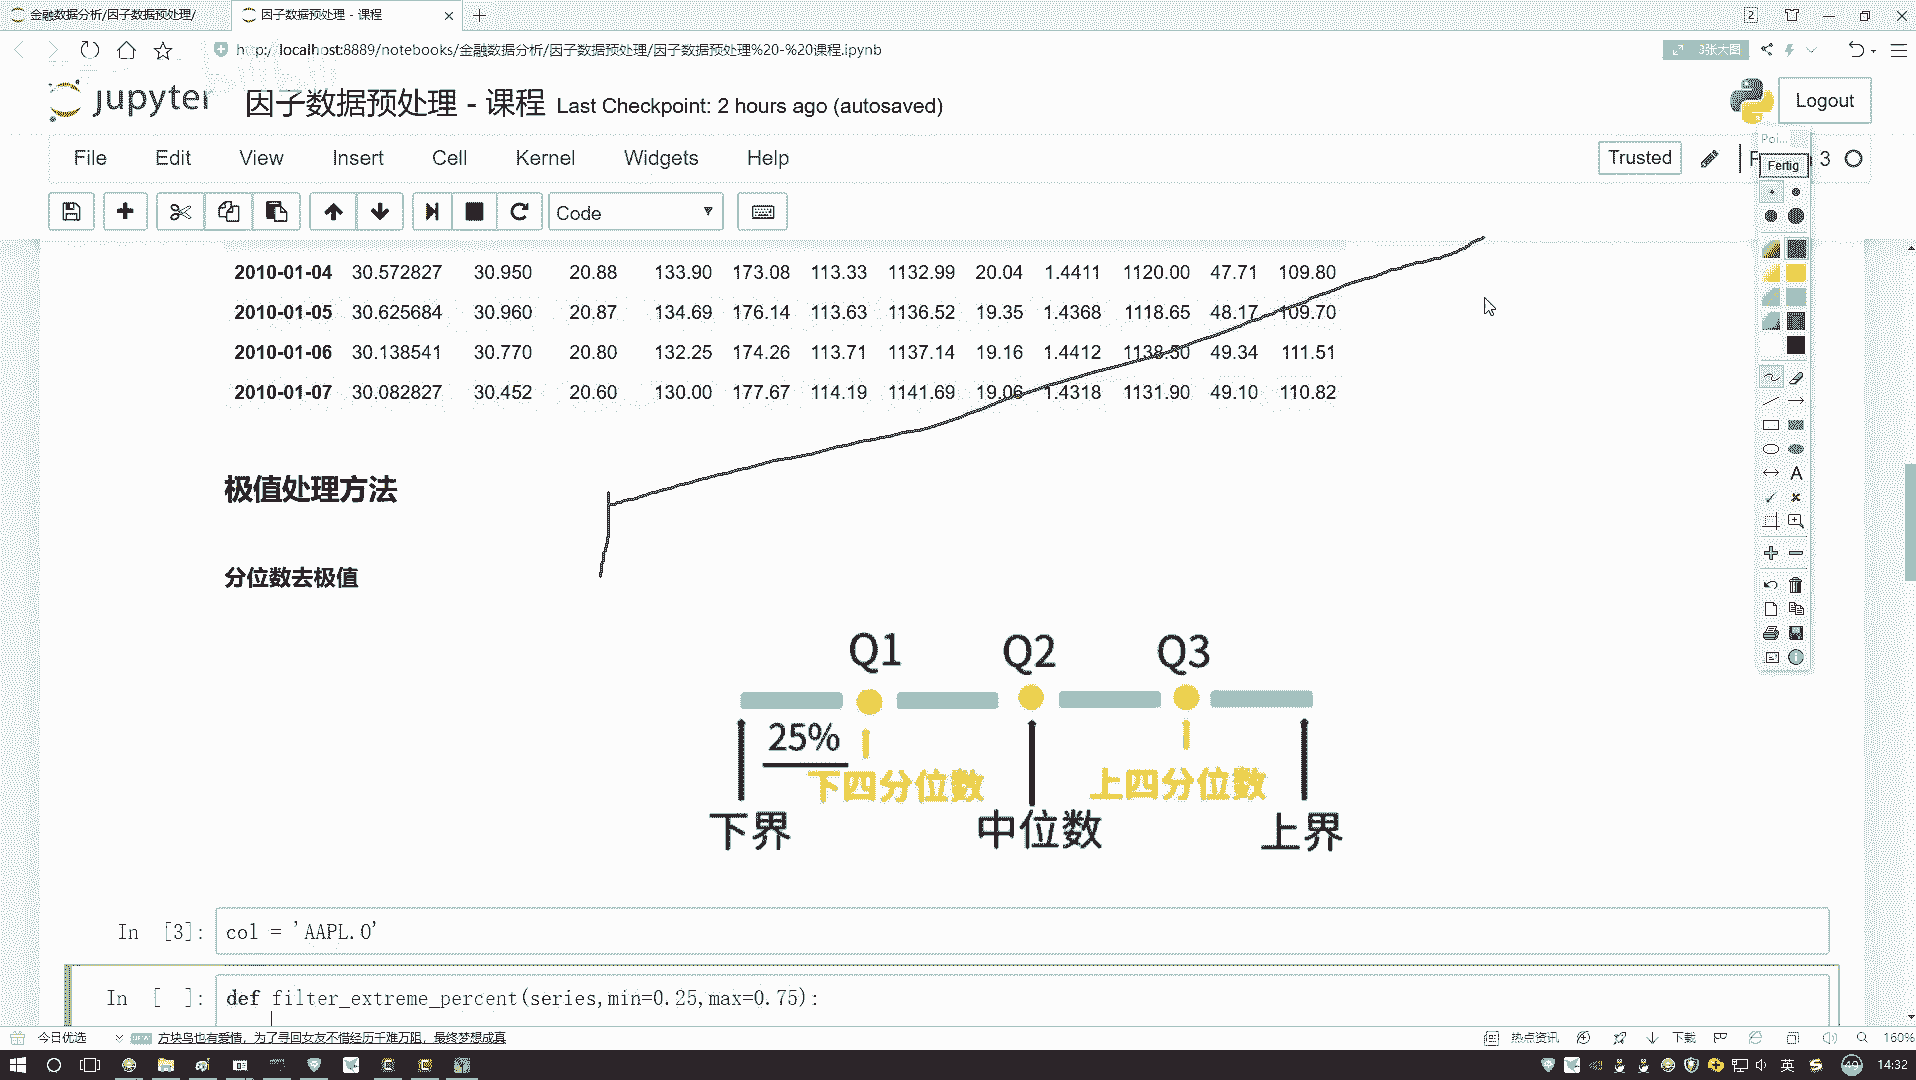 金融数据分析/因子数据预处理/
因子数据预处理 - 课程
2
http://localhost:8889/notebooks/金融数据分析/因子数据预处理/因子数据预处理%20-%20课程.ipynb
3张大图
jupyter 因子数据预处理 - 课程 Last Checkpoint: 2 hours ago (autosaved)
Logout
File Edit View Insert Cell Kernel Widgets Help
Trusted
3
Poi...
Fertig
Code
2010-01-04 30.572827 30.950 20.88 133.90 173.08 113.33 1132.99 20.04 1.4411 1120.00 47.71 109.80
2010-01-05 30.625684 30.960 20.87 134.69 176.14 113.63 1136.52 19.35 1.4368 1118.65 48.17 109.70
2010-01-06 30.138541 30.770 20.80 132.25 174.26 113.71 1137.14 19.16 1.4412 1138.50 49.34 111.51
2010-01-07 30.082827 30.452 20.60 130.00 177.67 114.19 1141.69 19.06 1.4318 1131.90 49.10 110.82
极值处理方法
分位数去极值
Q1 Q2 Q3
25%
下四分位数 上四分位数
下界 中位数 上界
In [3]: col = 'AAPL.O'
In [ ]: def filter_extreme_percent(series,min=0.25,max=0.75):
今日优选
方块鸟也有爱情，为了寻回女友不惜经历千难万阻，最终梦想成真
热点资讯
下载
160%
英
49
14:32